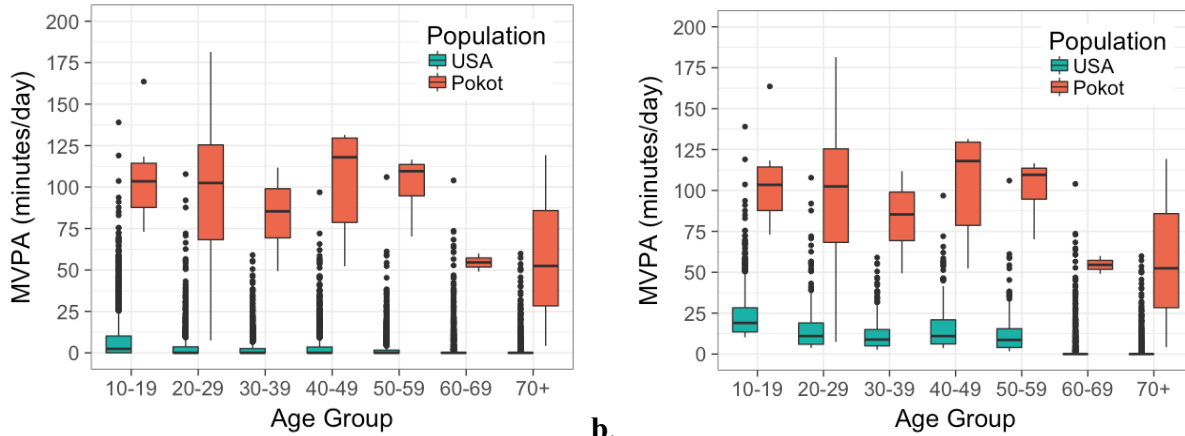 MVPA (minutes/day)
200
175
150
125
100
75
50
25
0
Population
USA
Pokot
10-19 20-29 30-39 40-49 50-59 60-69 70+
Age Group
b.
MVPA (minutes/day)
200
175
150
125
100
75
50
25
0
Population
USA
Pokot
10-19 20-29 30-39 40-49 50-59 60-69 70+
Age Group